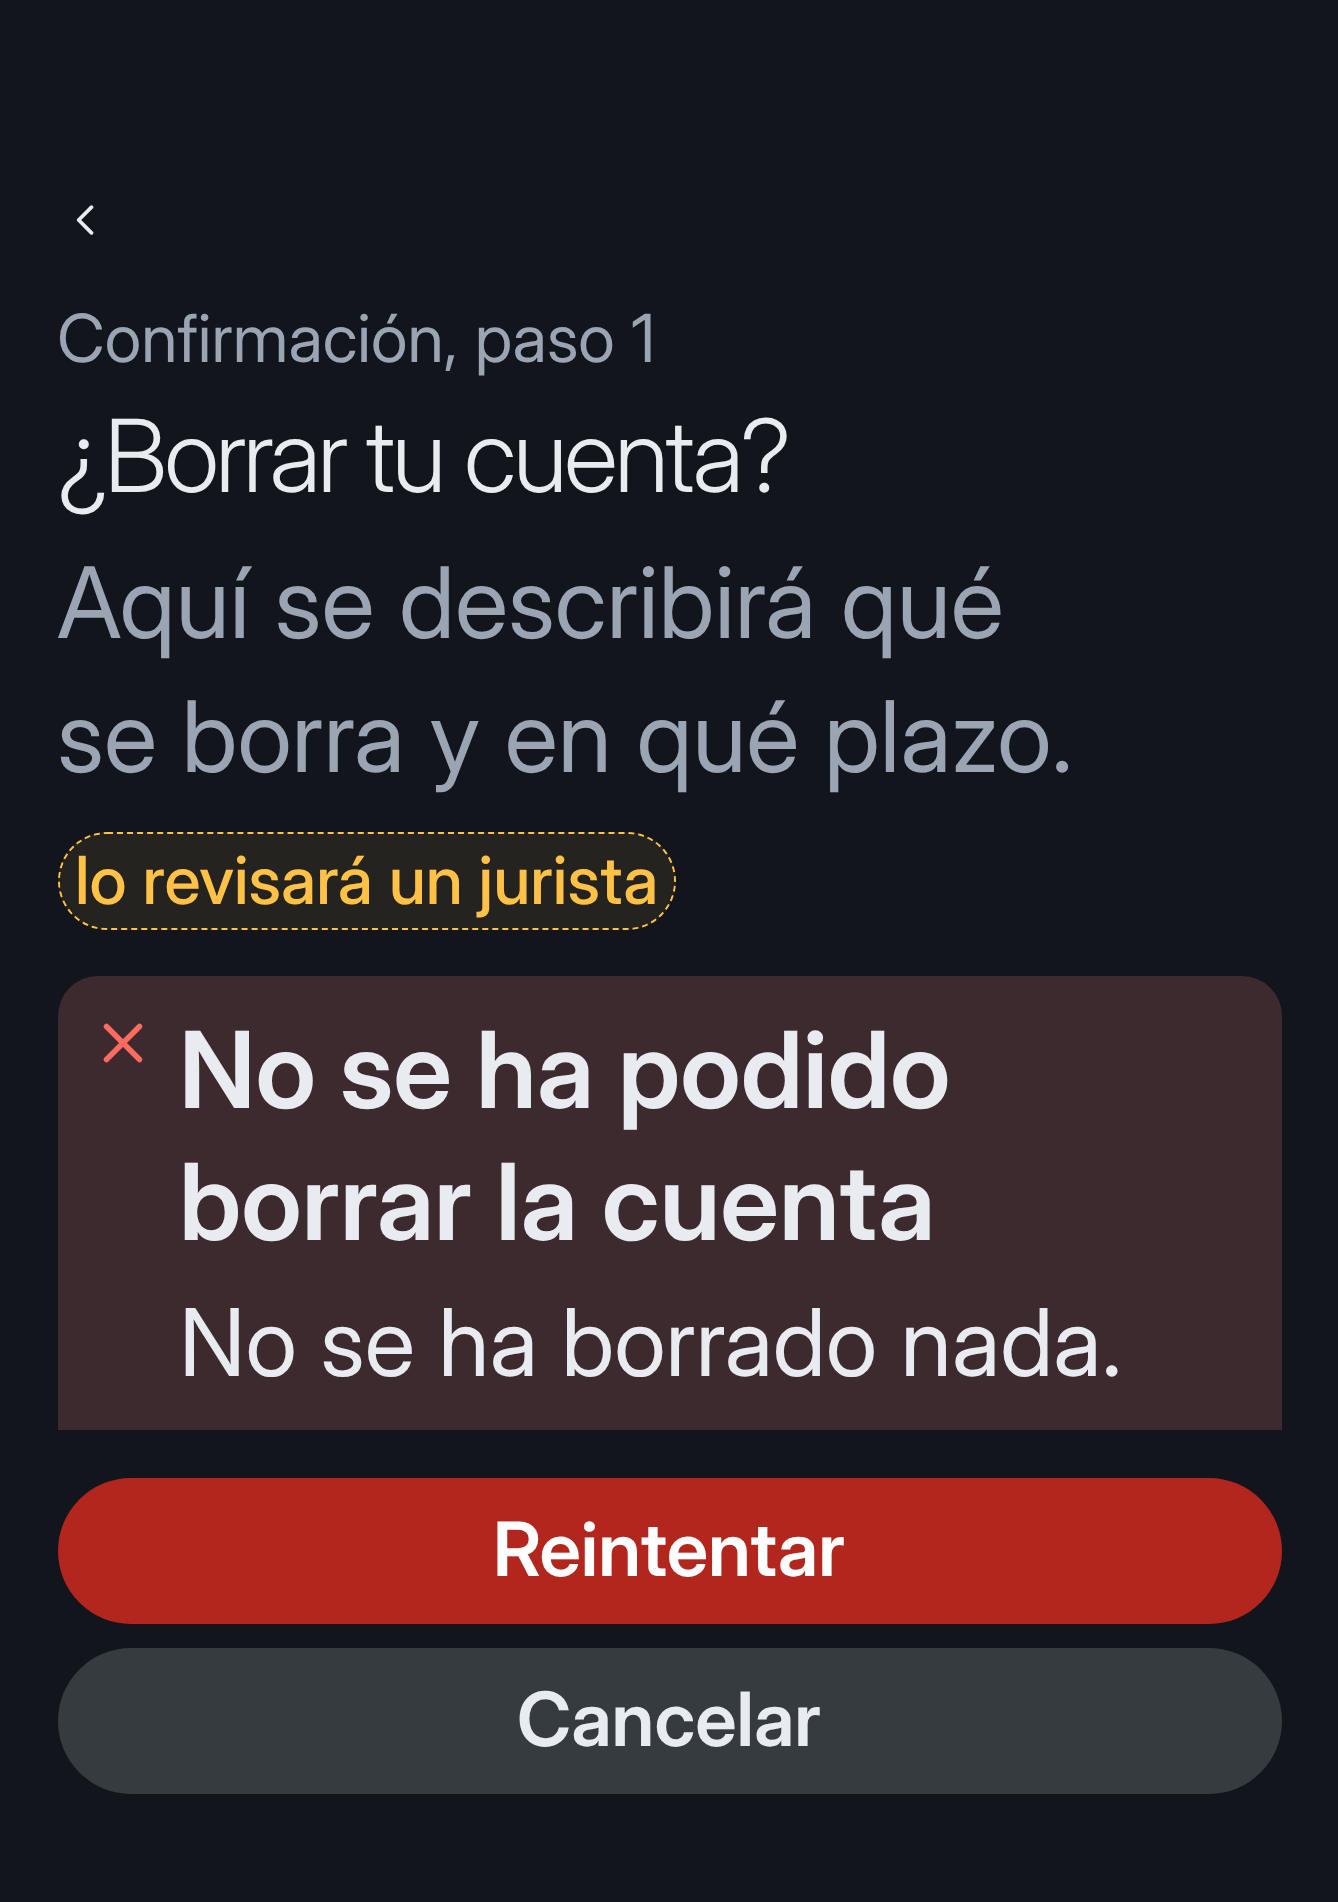 Confirmación, paso 1
¿Borrar tu cuenta?
Aquí se describirá qué
se borra y en qué plazo.
lo revisará un jurista
No se ha podido
borrar la cuenta
No se ha borrado nada.
Reintentar
Cancelar